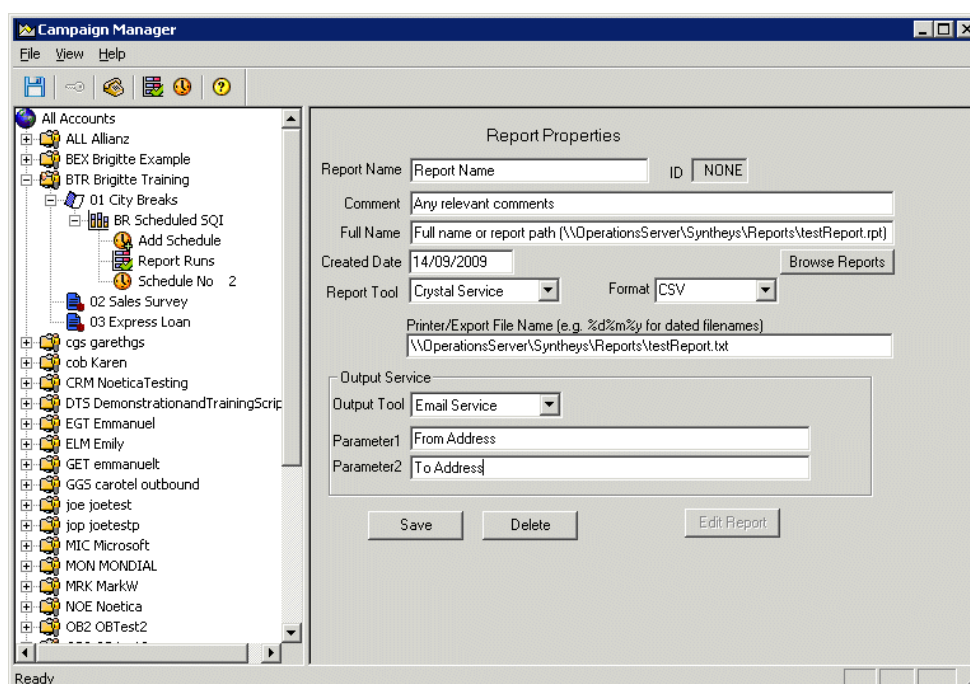 Campaign Manager
File View Help
All Accounts
ALL Allianz
BEX Brigitte Example
BTR Brigitte Training
01 City Breaks
BR Scheduled SQI
Add Schedule
Report Runs
Schedule No 2
02 Sales Survey
03 Express Loan
cgs garethgs
cob Karen
CRM NoeticaTesting
DTS DemonstrationandTrainingScrip
EGT Emmanuel
ELM Emily
GET emmanuelt
GGS carotel outbound
joe joetest
jop joetestp
MIC Microsoft
MON MONDIAL
MRK MarkW
NOE Noetica
OB2 OBTest2
Report Properties
Report Name Report Name ID NONE
Comment Any relevant comments
Full Name Full name or report path (\\OperationsServer\Syntheys\Reports\testReport.rpt)
Created Date 14/09/2009 Browse Reports
Report Tool Crystal Service Format CSV
Printer/Export File Name (e.g. %d%m%y for dated filenames)
\\OperationsServer\Syntheys\Reports\testReport.txt
Output Service
Output Tool Email Service
Parameter1 From Address
Parameter2 To Address
Save Delete Edit Report
Ready